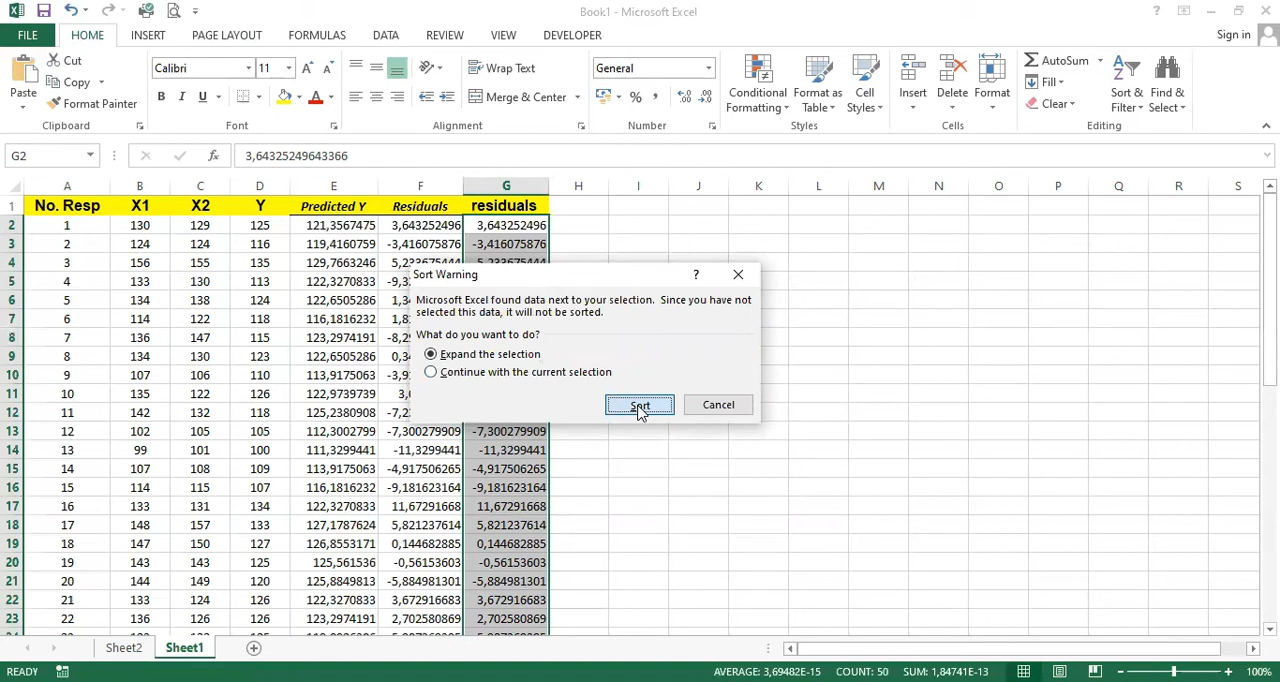 Book1 - Microsoft Excel
?
FILE HOME INSERT PAGE LAYOUT FORMULAS DATA REVIEW VIEW DEVELOPER Sign in
Paste Cut Copy Format Painter
Calibri 11
B I U A
Wrap Text
Merge & Center
General
%
Conditional Formatting
Format as Table
Cell Styles
Insert Delete Format
AutoSum
Fill
Clear
Sort & Filter
Find & Select
Clipboard Font Alignment Number Styles Cells Editing
G2 fx 3,64325249643366
A B C D E F G H I J K L M N O P Q R S
1 No. Resp X1 X2 Y Predicted Y Residuals residuals
2 1 130 129 125 121,3567475 3,643252496 3,643252496
3 2 124 124 116 119,4160759 -3,416075876 -3,416075876
4 3 156 155 135 129,7663246 5,233675444 5,233675444
5 4 133 130 113 122,3270833 -9,3
6 5 134 138 124 122,6505286 1,3
7 6 114 122 118 116,1816232 1,8
8 7 136 147 115 123,2974191 -8,2
9 8 134 130 123 122,6505286 0,34
10 9 107 106 110 113,9175063 -3,9
11 10 135 122 126 122,9739739 3,0
12 11 142 132 118 125,2380908 -7,2
13 12 102 105 105 112,3002799 -7,300279909 -7,300279909
14 13 99 101 100 111,3299441 -11,3299441 -11,3299441
15 14 107 108 109 113,9175063 -4,917506265 -4,917506265
16 15 114 115 107 116,1816232 -9,181623164 -9,181623164
17 16 133 131 134 122,3270833 11,67291668 11,67291668
18 17 148 157 133 127,1787624 5,821237614 5,821237614
19 18 147 150 127 126,8553171 0,144682885 0,144682885
20 19 143 143 125 125,561536 -0,56153603 -0,56153603
21 20 144 149 120 125,8849813 -5,884981301 -5,884981301
22 21 133 124 126 122,3270833 3,672916683 3,672916683
23 22 136 126 126 123,2974191 2,702580869 2,702580869
Sort Warning ?
Microsoft Excel found data next to your selection. Since you have not
selected this data, it will not be sorted.
What do you want to do?
Expand the selection
Continue with the current selection
Sort Cancel
Sheet2 Sheet1
READY AVERAGE: 3,69482E-15 COUNT: 50 SUM: 1,84741E-13 100%